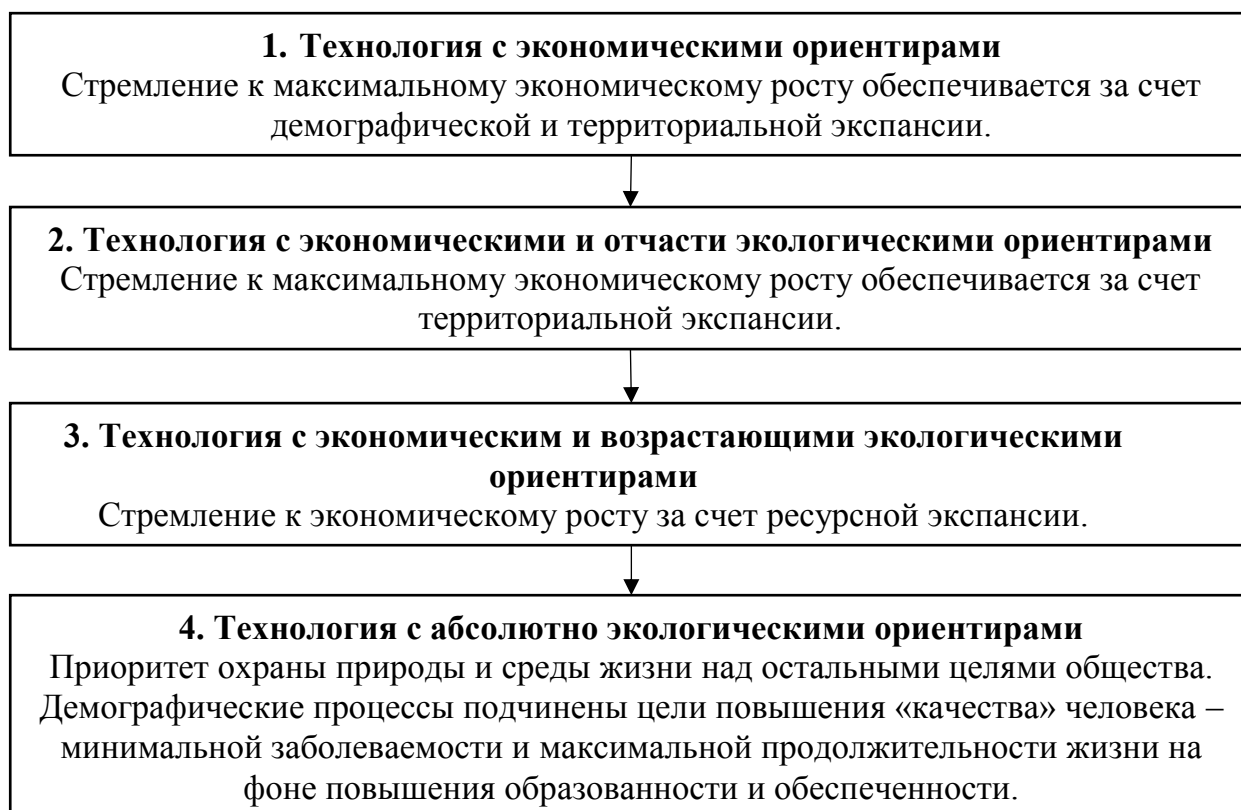 1. Технология с экономическими ориентирами
Стремление к максимальному экономическому росту обеспечивается за счет
демографической и территориальной экспансии.
2. Технология с экономическими и отчасти экологическими ориентирами
Стремление к максимальному экономическому росту обеспечивается за счет
территориальной экспансии.
3. Технология с экономическим и возрастающими экологическими
ориентирами
Стремление к экономическому росту за счет ресурсной экспансии.
4. Технология с абсолютно экологическими ориентирами
Приоритет охраны природы и среды жизни над остальными целями общества.
Демографические процессы подчинены цели повышения «качества» человека –
минимальной заболеваемости и максимальной продолжительности жизни на
фоне повышения образованности и обеспеченности.